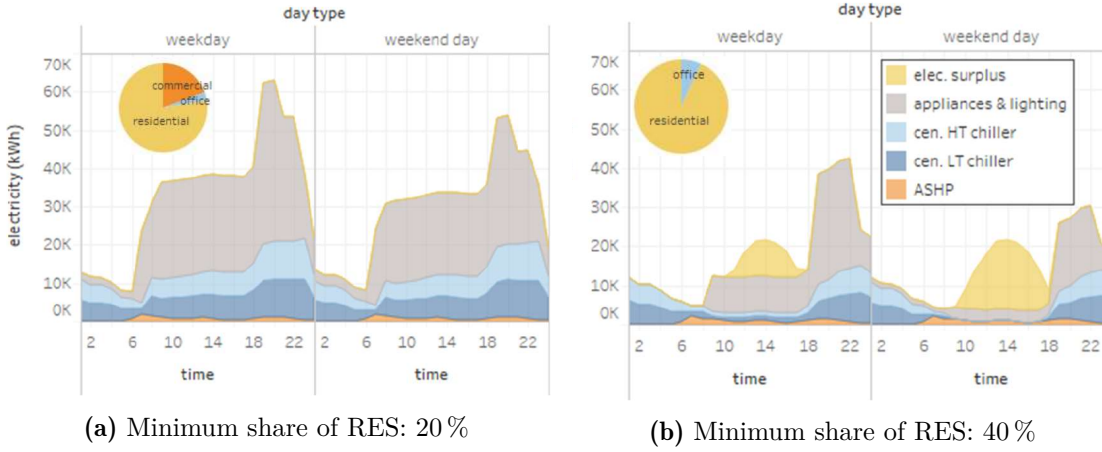 day type
weekday weekend day
70K
60K
50K
40K
30K
20K
10K
0K
electricity (kWh)
commercial
office
residential
2 6 10 14 18 22 2 6 10 14 18 22
time time
(a) Minimum share of RES: 20 %
day type
weekday weekend day
70K
60K
50K
40K
30K
20K
10K
0K
office
residential
elec. surplus
appliances & lighting
cen. HT chiller
cen. LT chiller
ASHP
2 6 10 14 18 22 2 6 10 14 18 22
time time
(b) Minimum share of RES: 40 %